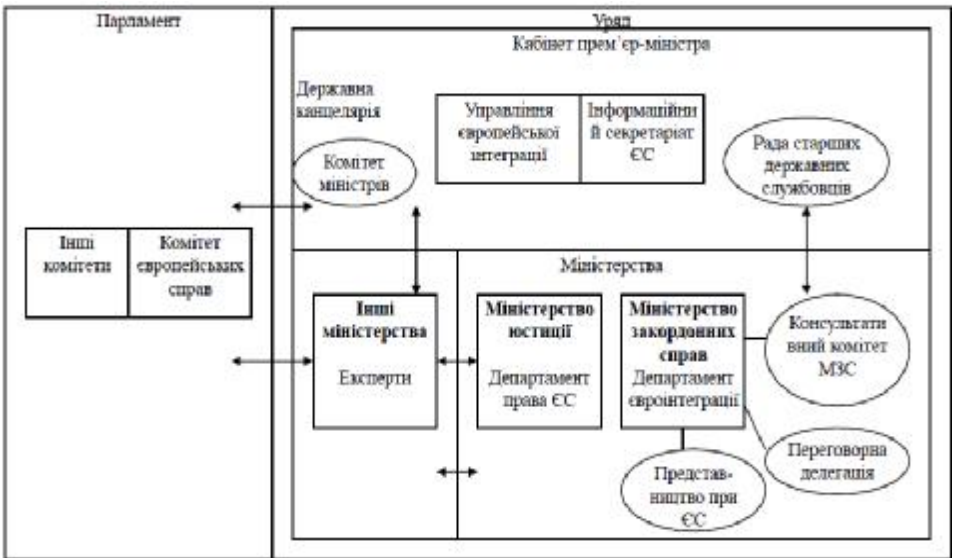 Парламент
Уряд
Кабінет прем’єр-міністра
Державна
канцелярія
Комітет
міністрів
Управління
європейської
інтеграції
Інформаційни
й секретаріат
ЄС
Рада старших
державних
службовців
Інші
комітети
Комітет
європейських
справ
Міністерства
Інші
міністерства
Експерти
Міністерство
юстиції
Департамент
права ЄС
Міністерство
закордонних
справ
Департамент
євроінтеграції
Консультати
вний комітет
МЗС
Переговорна
делегація
Представ-
ництво при
ЄС